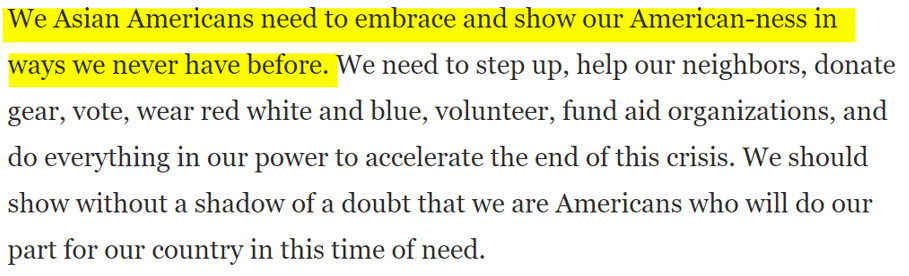 We Asian Americans need to embrace and show our American-ness in
ways we never have before. We need to step up, help our neighbors, donate
gear, vote, wear red white and blue, volunteer, fund aid organizations, and
do everything in our power to accelerate the end of this crisis. We should
show without a shadow of a doubt that we are Americans who will do our
part for our country in this time of need.